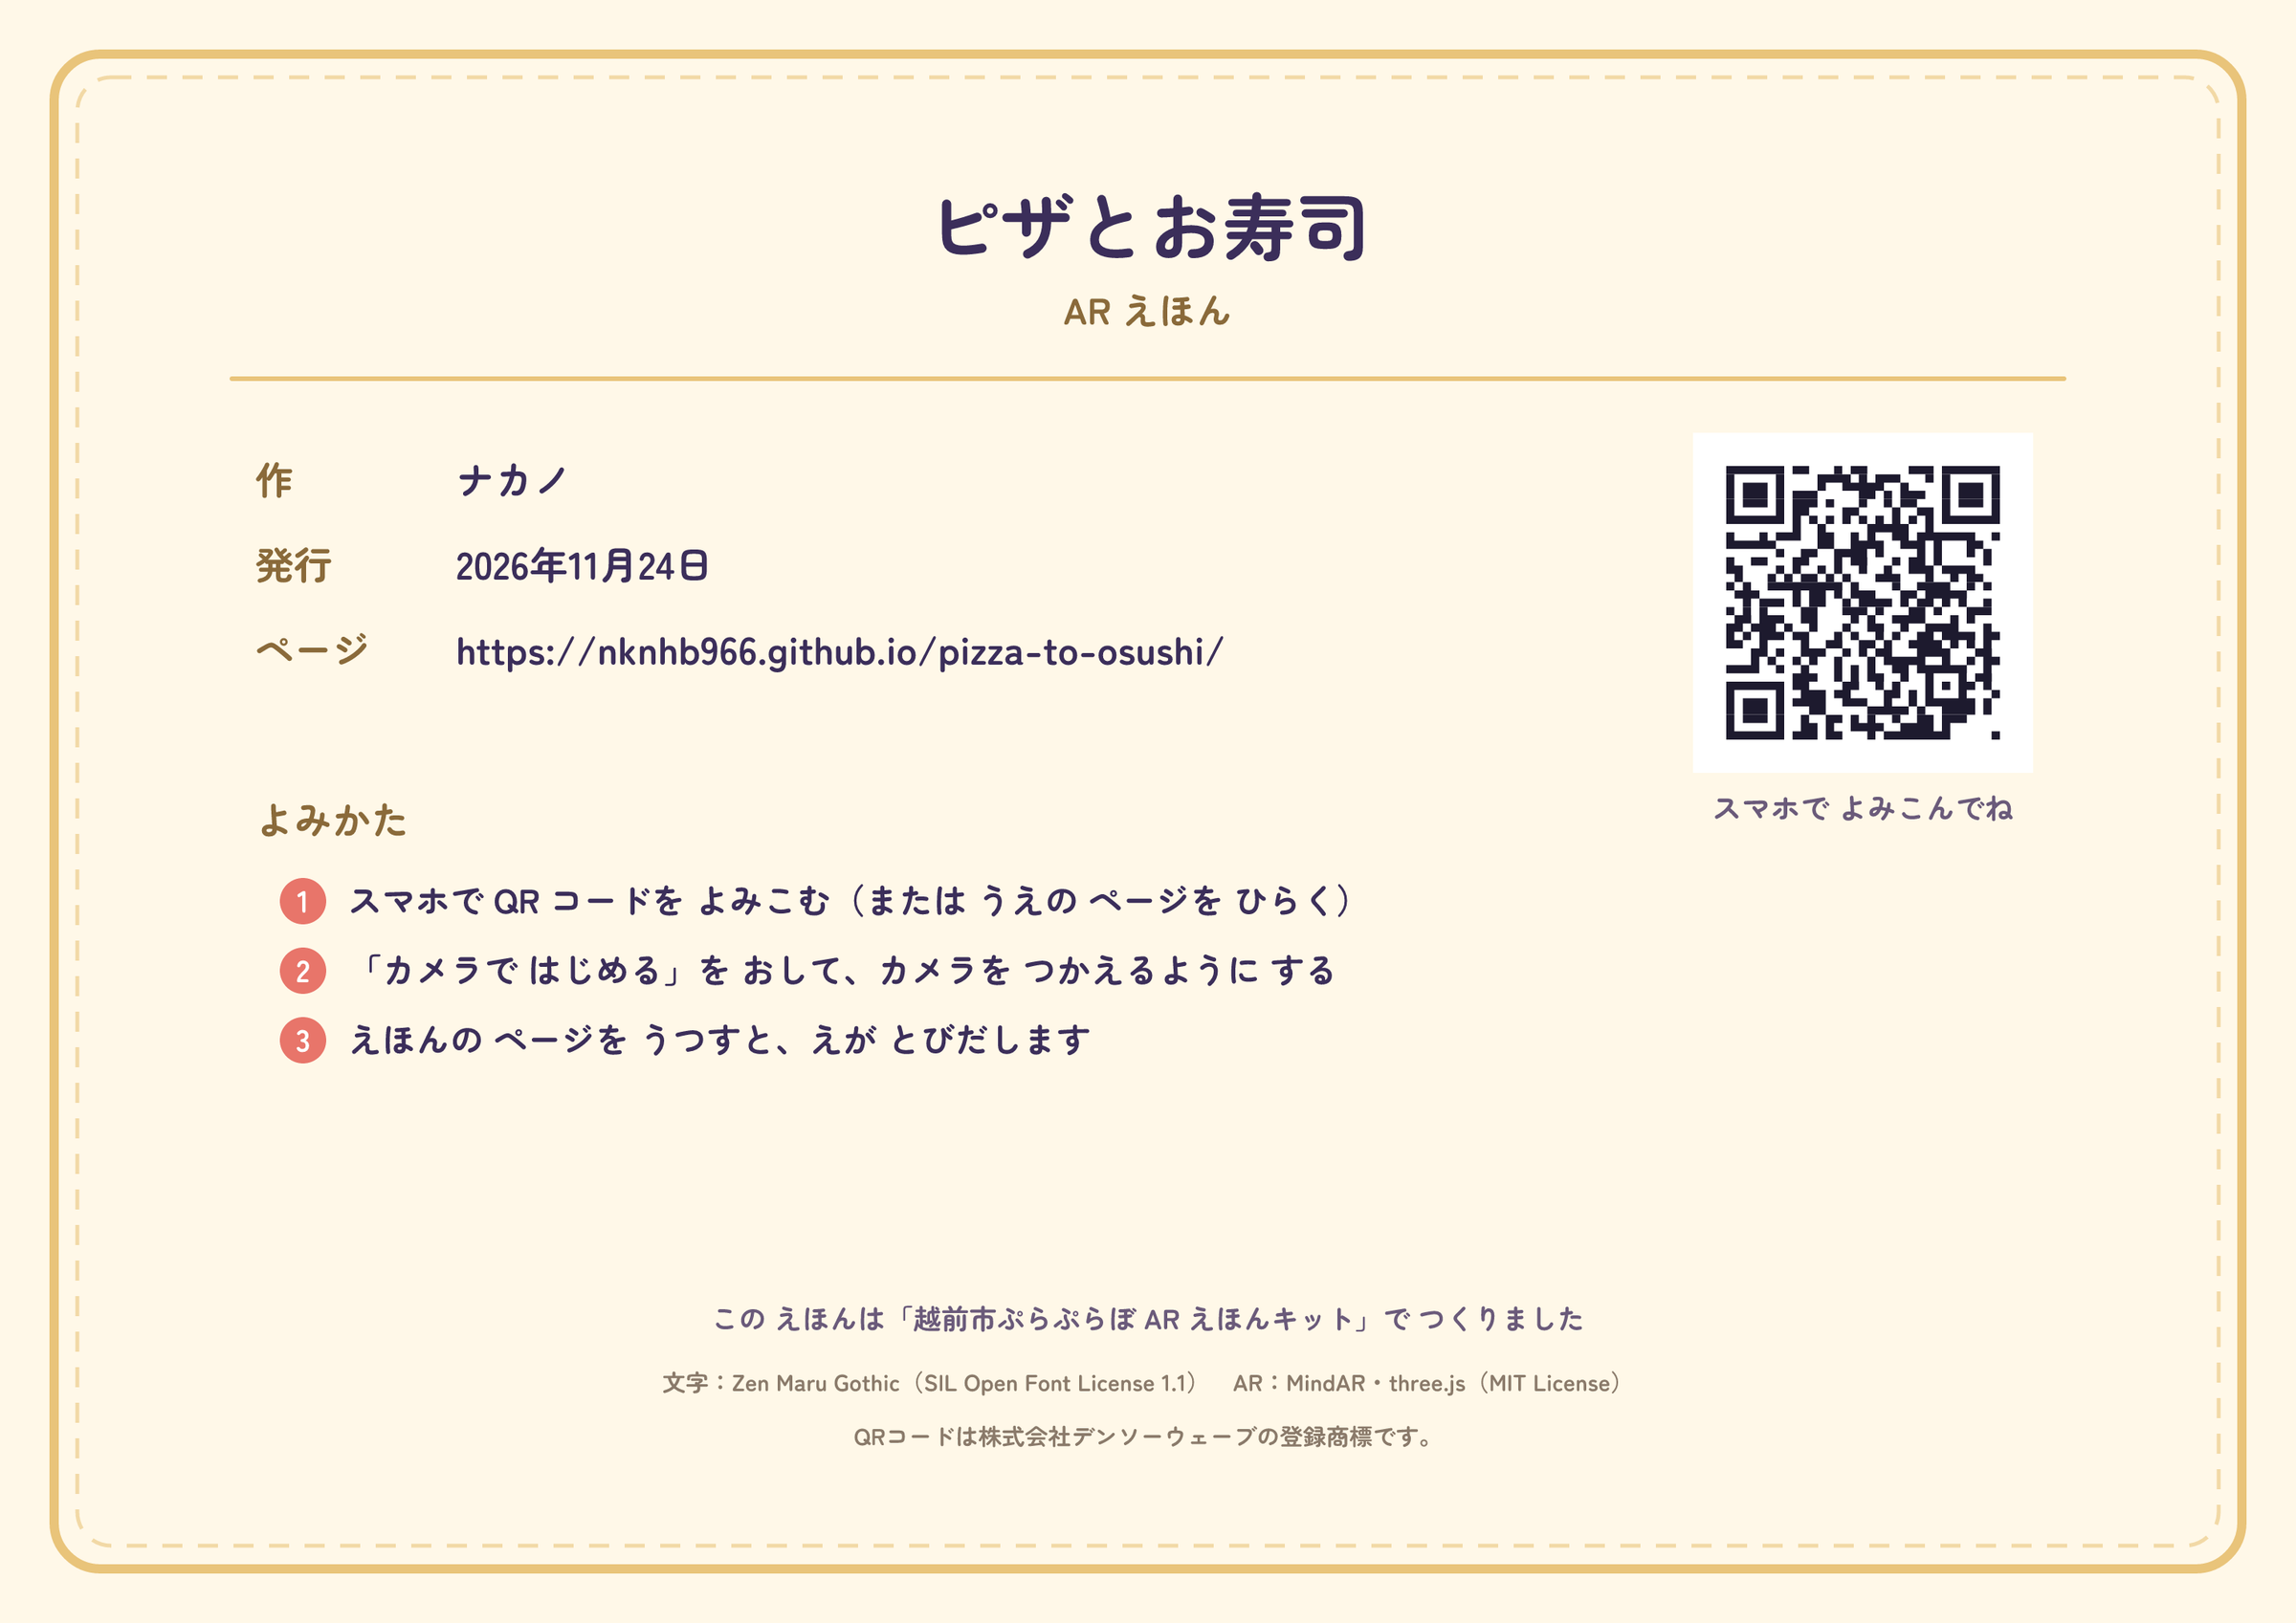 ピザとお寿司
AR えほん
作 ナカノ
発行 2026年11月24日
ページ https://nknhb966.github.io/pizza-to-osushi/
スマホで よみこんでね
よみかた
1 スマホで QR コードを よみこむ（または うえの ページを ひらく）
2 「カメラで はじめる」を おして、カメラを つかえるように する
3 えほんの ページを うつすと、えが とびだします
この えほんは「越前市ぷらぷらぼ AR えほんキット」で つくりました
文字：Zen Maru Gothic（SIL Open Font License 1.1） AR：MindAR・three.js（MIT License）
QRコードは株式会社デンソーウェーブの登録商標です。